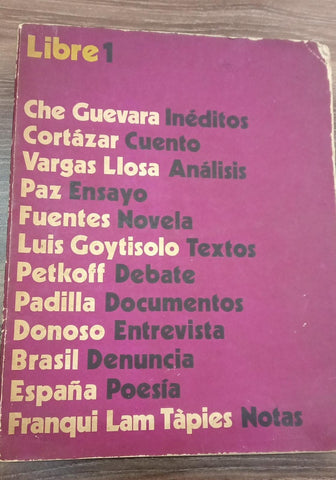 Libre 1
Che Guevara Inéditos
Cortázar Cuento
Vargas Llosa Análisis
Paz Ensayo
Fuentes Novela
Luis Goytisolo Textos
Petkoff Debate
Padilla Documentos
Donoso Entrevista
Brasil Denuncia
España Poesía
Franqui Lam Tàpies Notas